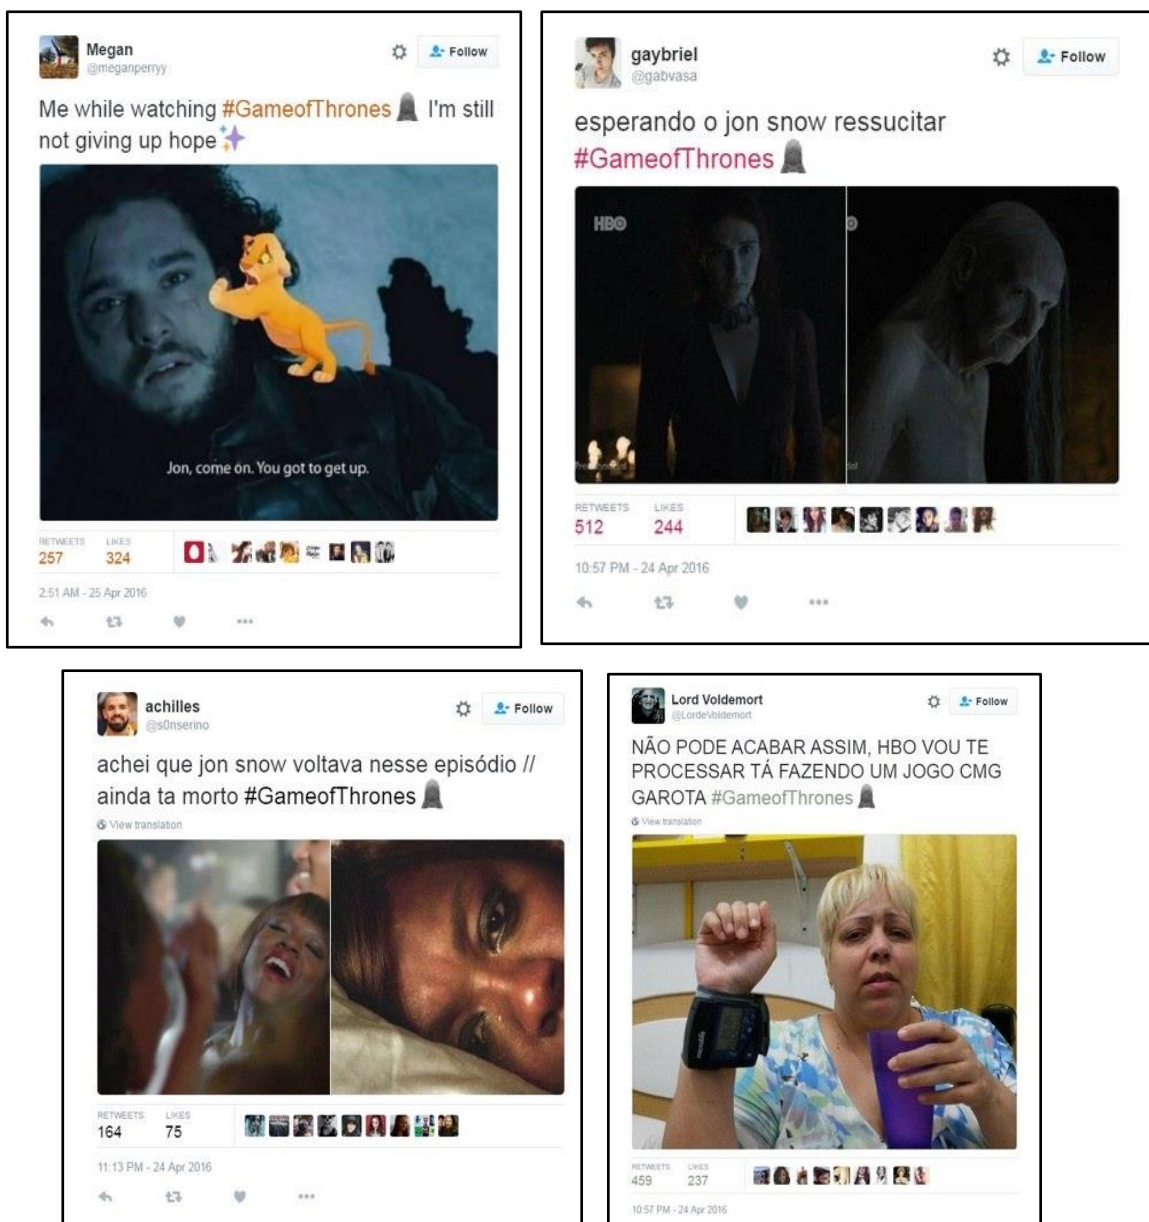 Megan
@meganperryy
Follow
Me while watching #GameofThrones I'm still
not giving up hope
Jon, come on. You got to get up.
RETWEETS LIKES
257 324
2:51 AM - 25 Apr 2016
gaybriel
@gabvasa
Follow
esperando o jon snow ressucitar
#GameofThrones
HBO
RETWEETS LIKES
512 244
10:57 PM - 24 Apr 2016
achilles
@s0nserino
Follow
achei que jon snow voltava nesse episódio //
ainda ta morto #GameofThrones
View translation
RETWEETS LIKES
164 75
11:13 PM - 24 Apr 2016
Lord Voldemort
@LordeVoldemort
Follow
NÃO PODE ACABAR ASSIM, HBO VOU TE
PROCESSAR TÁ FAZENDO UM JOGO CMG
GAROTA #GameofThrones
View translation
RETWEETS LIKES
459 237
10:57 PM - 24 Apr 2016